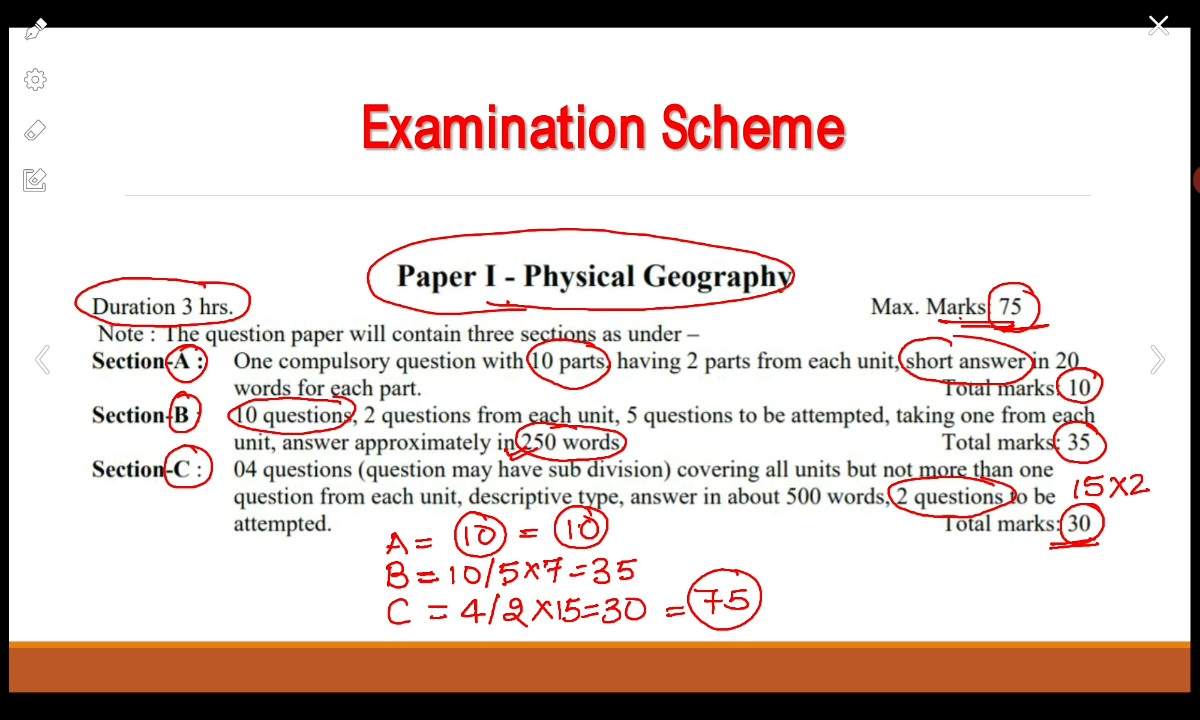 Examination Scheme
Paper I - Physical Geography
Duration 3 hrs. Max. Marks: 75
Note : The question paper will contain three sections as under –
Section-A : One compulsory question with 10 parts, having 2 parts from each unit, short answer in 20
words for each part. Total marks: 10
Section-B : 10 questions, 2 questions from each unit, 5 questions to be attempted, taking one from each
unit, answer approximately in 250 words. Total marks: 35
Section-C : 04 questions (question may have sub division) covering all units but not more than one
question from each unit, descriptive type, answer in about 500 words, 2 questions to be 15x2
attempted. Total marks: 30
A = 10 = 10
B = 10/5x7=35
C = 4/2x15=30 = 75